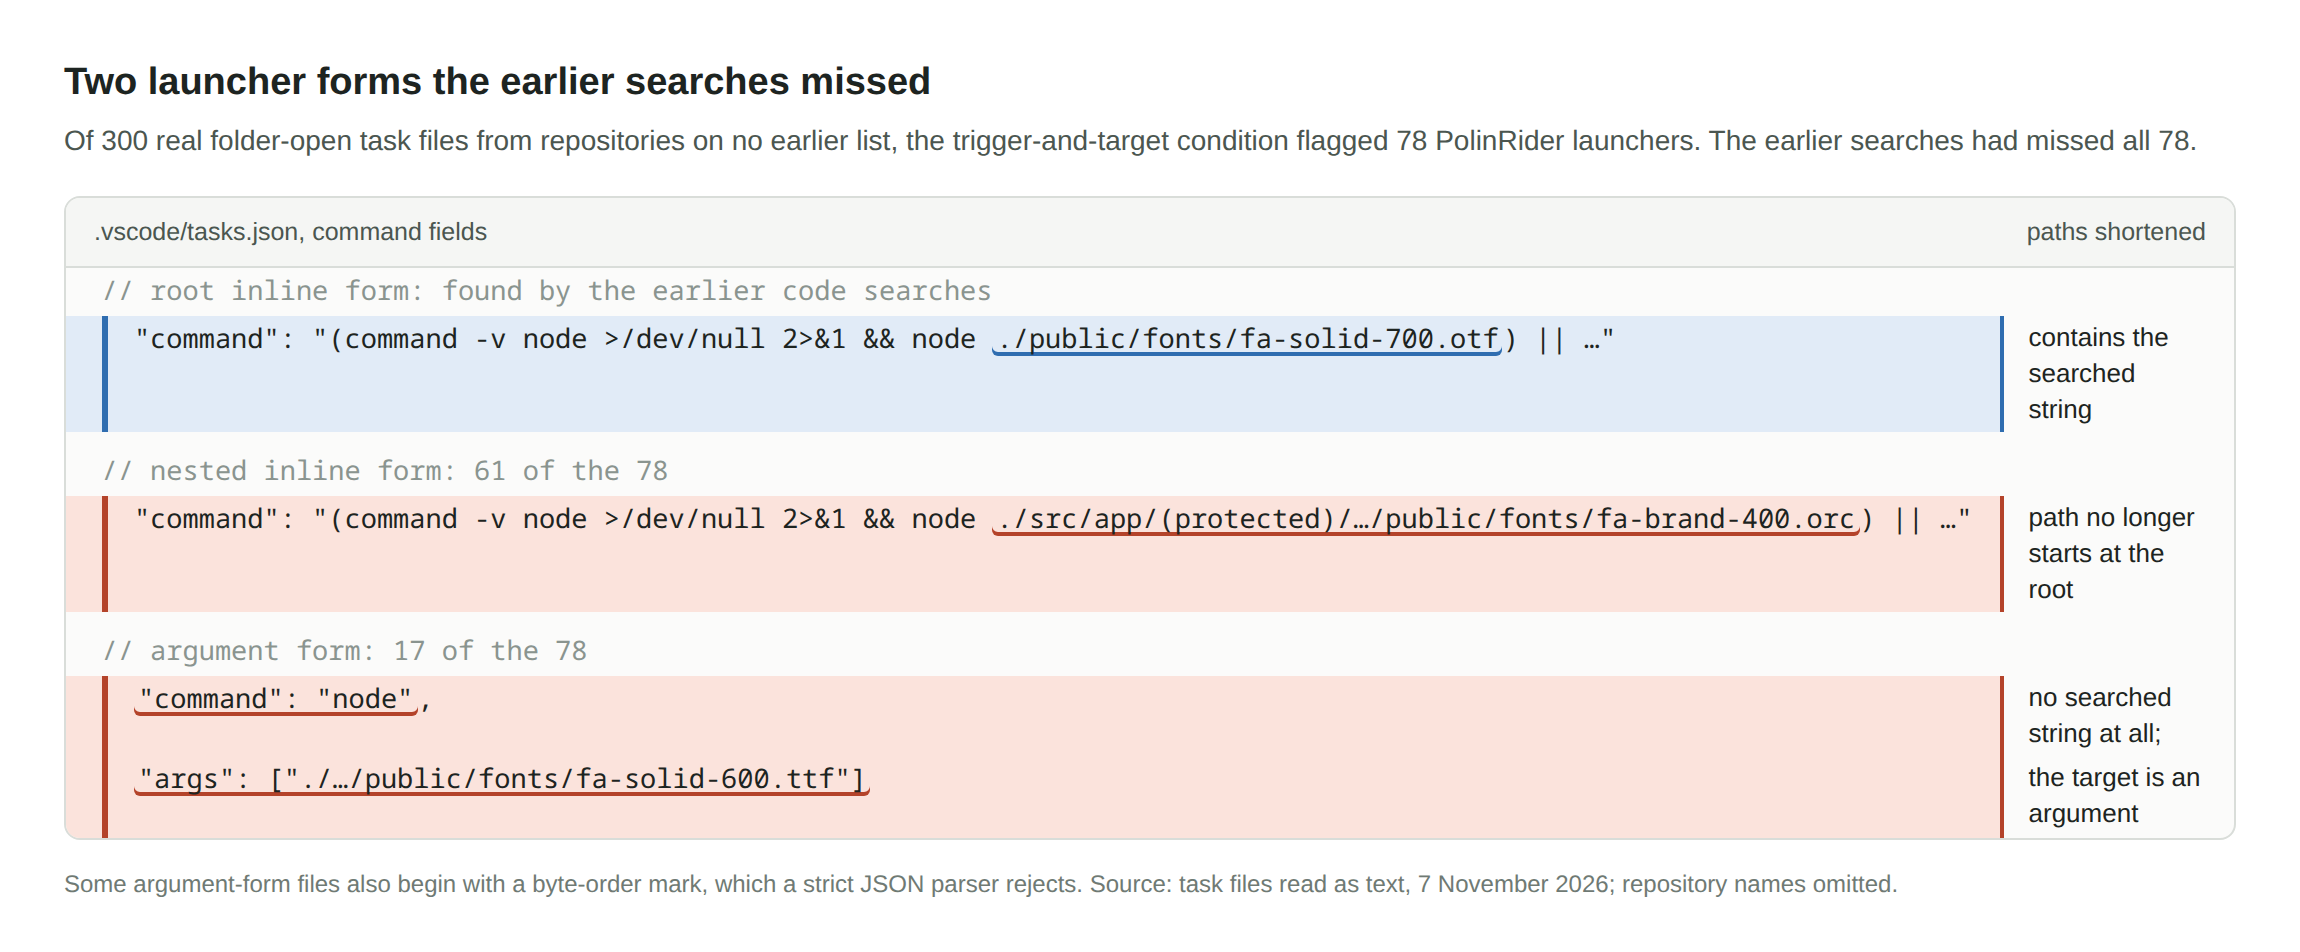 Two launcher forms the earlier searches missed
Of 300 real folder-open task files from repositories on no earlier list, the trigger-and-target condition flagged 78 PolinRider launchers. The earlier searches had missed all 78.
.vscode/tasks.json, command fields
paths shortened
// root inline form: found by the earlier code searches
"command": "(command -v node >/dev/null 2>&1 && node ./public/fonts/fa-solid-700.otf) || …"
contains the
searched
string
// nested inline form: 61 of the 78
"command": "(command -v node >/dev/null 2>&1 && node ./src/app/(protected)/…/public/fonts/fa-brand-400.orc) || …"
path no longer
starts at the
root
// argument form: 17 of the 78
"command": "node",
no searched
string at all;
"args": ["./…/public/fonts/fa-solid-600.ttf"]
the target is an
argument
Some argument-form files also begin with a byte-order mark, which a strict JSON parser rejects. Source: task files read as text, 7 November 2026; repository names omitted.